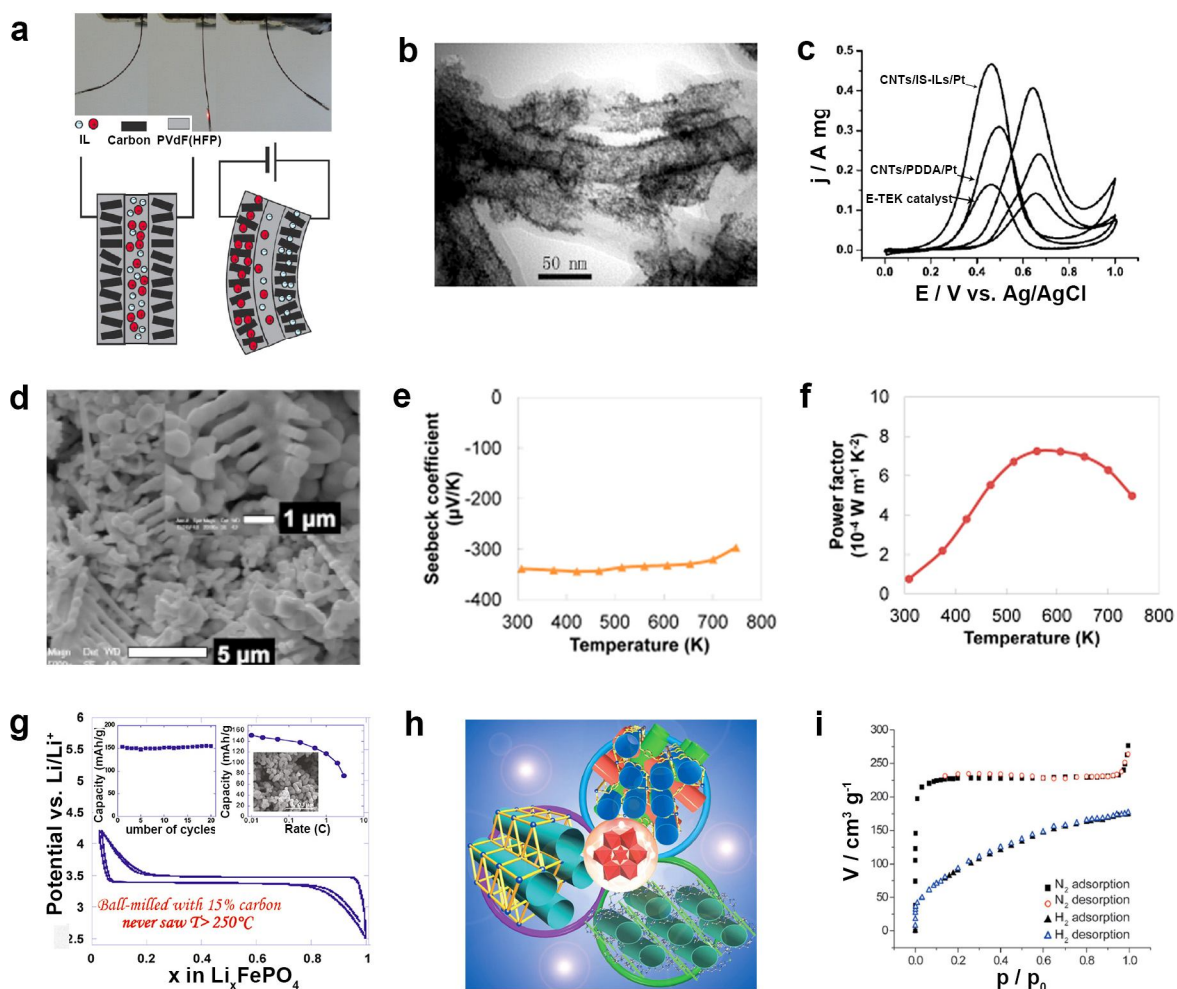 a
IL Carbon PVdF(HFP)
b
50 nm
c
j / A mg
0.5
0.4
0.3
0.2
0.1
0.0
CNTs/IS-ILs/Pt
CNTs/PDDA/Pt
E-TEK catalyst
0.0 0.2 0.4 0.6 0.8 1.0
E / V vs. Ag/AgCl
d
1 µm
5 µm
e
Seebeck coefficient
(µV/K)
0
-100
-200
-300
-400
300 400 500 600 700 800
Temperature (K)
f
Power factor
(10⁻⁴ W m⁻¹ K⁻²)
10
8
6
4
2
0
300 400 500 600 700 800
Temperature (K)
g
Potential vs. Li/Li⁺
6
5.5
5
4.5
4
3.5
3
2.5
Capacity (mAh/g)
200
150
100
50
0
0 5 10 15 20
umber of cycles
Capacity (mAh/g)
160
140
120
100
80
60
40
20
0
0.01 0.1 1 10
Rate (C)
Ball-milled with 15% carbon
never saw T> 250°C
0 0.2 0.4 0.6 0.8 1
x in LiₓFePO₄
h
i
V / cm³ g⁻¹
300
250
200
150
100
50
0
N₂ adsorption
N₂ desorption
H₂ adsorption
H₂ desorption
0.0 0.2 0.4 0.6 0.8 1.0
p / p₀